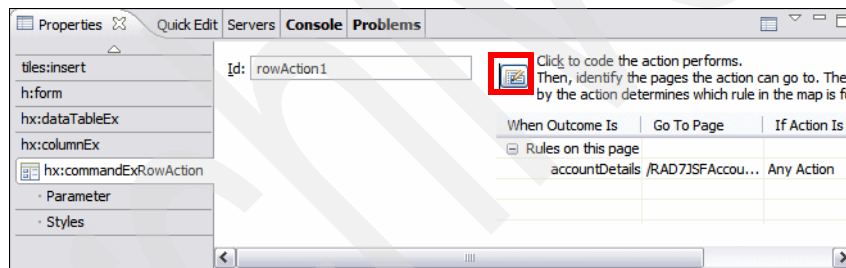 Properties Quick Edit Servers Console Problems
tiles:insert
h:form
hx:dataTableEx
hx:columnEx
hx:commandExRowAction
· Parameter
· Styles
Id: rowAction1
Click to code the action performs.
Then, identify the pages the action can go to. The
by the action determines which rule in the map is f
When Outcome Is Go To Page If Action Is
Rules on this page
accountDetails /RAD7JSFAccou... Any Action